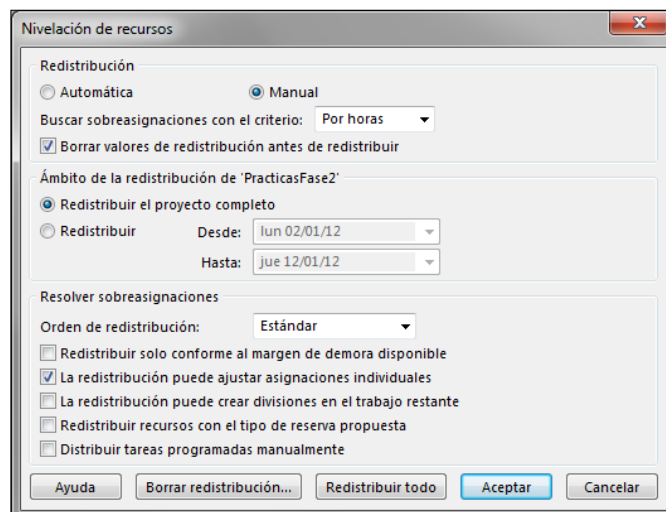 Nivelación de recursos
Redistribución
Automática Manual
Buscar sobreasignaciones con el criterio: Por horas
Borrar valores de redistribución antes de redistribuir
Ámbito de la redistribución de 'PracticasFase2'
Redistribuir el proyecto completo
Redistribuir Desde: lun 02/01/12
Hasta: jue 12/01/12
Resolver sobreasignaciones
Orden de redistribución: Estándar
Redistribuir solo conforme al margen de demora disponible
La redistribución puede ajustar asignaciones individuales
La redistribución puede crear divisiones en el trabajo restante
Redistribuir recursos con el tipo de reserva propuesta
Distribuir tareas programadas manualmente
Ayuda Borrar redistribución... Redistribuir todo Aceptar Cancelar